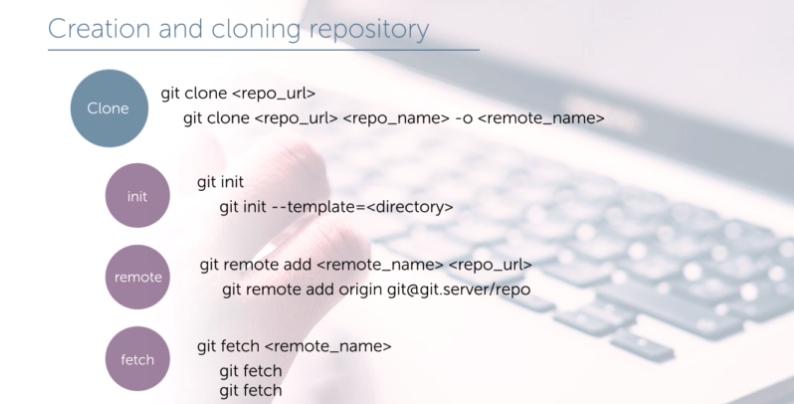 Creation and cloning repository
Clone
git clone <repo_url>
git clone <repo_url> <repo_name> -o <remote_name>
init
git init
git init --template=<directory>
remote
git remote add <remote_name> <repo_url>
git remote add origin git@git.server/repo
fetch
git fetch <remote_name>
git fetch
git fetch